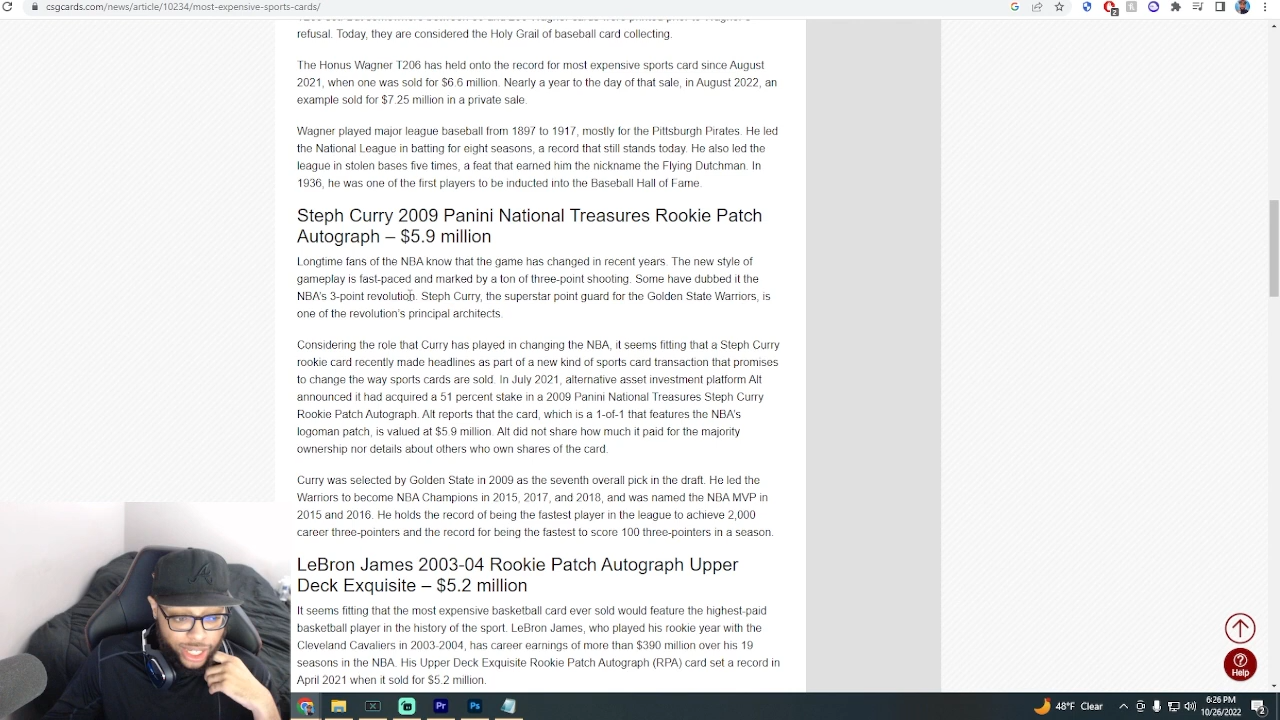 csgcards.com/news/article/10234/most-expensive-sports-cards/
refusal. Today, they are considered the Holy Grail of baseball card collecting.
The Honus Wagner T206 has held onto the record for most expensive sports card since August
2021, when one was sold for $6.6 million. Nearly a year to the day of that sale, in August 2022, an
example sold for $7.25 million in a private sale.
Wagner played major league baseball from 1897 to 1917, mostly for the Pittsburgh Pirates. He led
the National League in batting for eight seasons, a record that still stands today. He also led the
league in stolen bases five times, a feat that earned him the nickname the Flying Dutchman. In
1936, he was one of the first players to be inducted into the Baseball Hall of Fame.
Steph Curry 2009 Panini National Treasures Rookie Patch
Autograph – $5.9 million
Longtime fans of the NBA know that the game has changed in recent years. The new style of
gameplay is fast-paced and marked by a ton of three-point shooting. Some have dubbed it the
NBA's 3-point revolution. Steph Curry, the superstar point guard for the Golden State Warriors, is
one of the revolution's principal architects.
Considering the role that Curry has played in changing the NBA, it seems fitting that a Steph Curry
rookie card recently made headlines as part of a new kind of sports card transaction that promises
to change the way sports cards are sold. In July 2021, alternative asset investment platform Alt
announced it had acquired a 51 percent stake in a 2009 Panini National Treasures Steph Curry
Rookie Patch Autograph. Alt reports that the card, which is a 1-of-1 that features the NBA's
logoman patch, is valued at $5.9 million. Alt did not share how much it paid for the majority
ownership nor details about others who own shares of the card.
Curry was selected by Golden State in 2009 as the seventh overall pick in the draft. He led the
Warriors to become NBA Champions in 2015, 2017, and 2018, and was named the NBA MVP in
2015 and 2016. He holds the record of being the fastest player in the league to achieve 2,000
career three-pointers and the record for being the fastest to score 100 three-pointers in a season.
LeBron James 2003-04 Rookie Patch Autograph Upper
Deck Exquisite – $5.2 million
It seems fitting that the most expensive basketball card ever sold would feature the highest-paid
basketball player in the history of the sport. LeBron James, who played his rookie year with the
Cleveland Cavaliers in 2003-2004, has career earnings of more than $390 million over his 19
seasons in the NBA. His Upper Deck Exquisite Rookie Patch Autograph (RPA) card set a record in
April 2021 when it sold for $5.2 million.
Help
Pr
Ps
48°F Clear
6:26 PM
10/26/2022
2